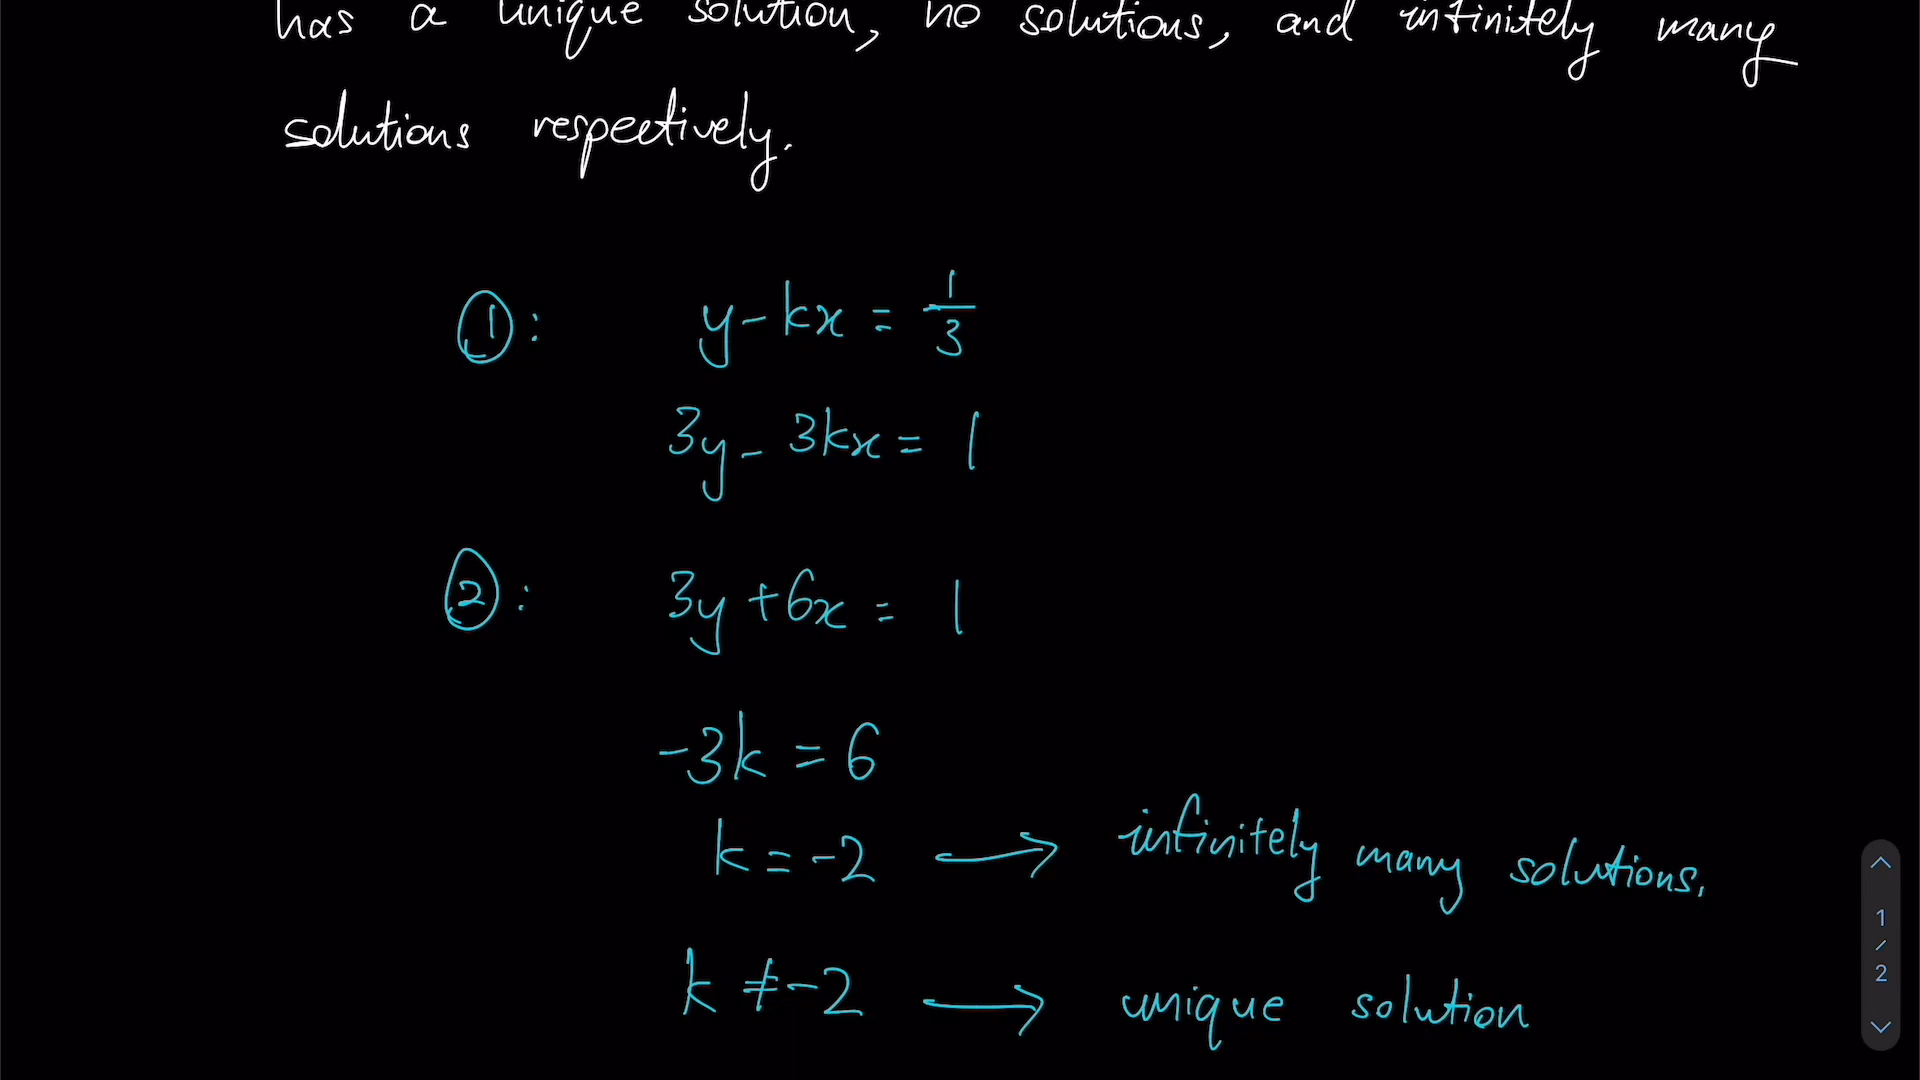 has a unique solution, no solutions, and infinitely many
solutions respectively.
①: y - kx = 1/3
3y - 3kx = 1
②: 3y + 6x = 1
-3k = 6
k = -2 → infinitely many solutions.
k ≠ -2 → unique solution
1
/
2